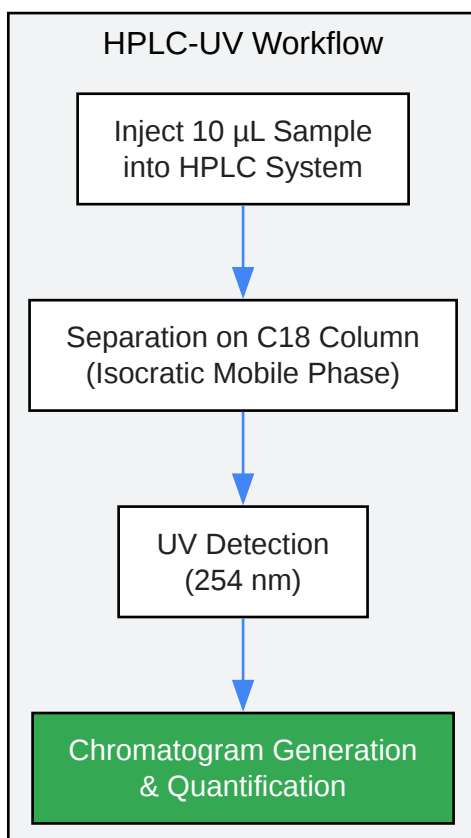 HPLC-UV Workflow
Inject 10 µL Sample
into HPLC System
Separation on C18 Column
(Isocratic Mobile Phase)
UV Detection
(254 nm)
Chromatogram Generation
& Quantification